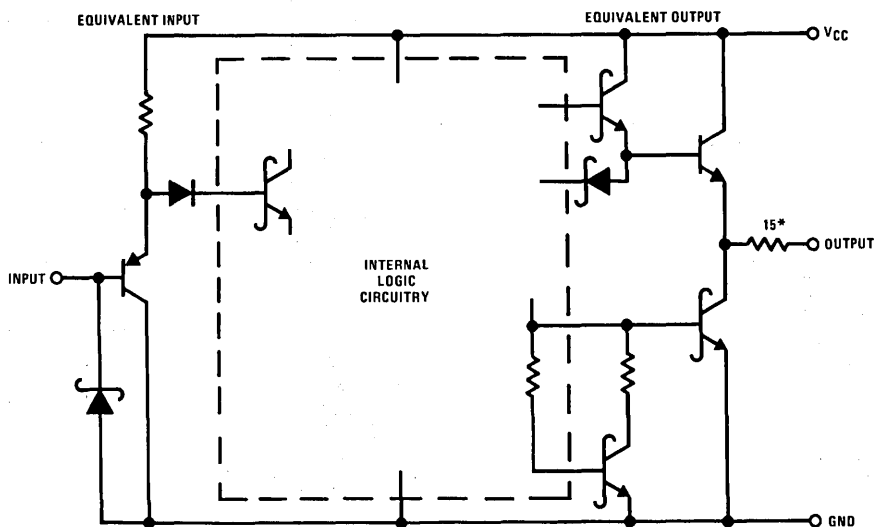 EQUIVALENT INPUT
EQUIVALENT OUTPUT
VCC
15*
OUTPUT
INPUT
INTERNAL
LOGIC
CIRCUITRY
GND